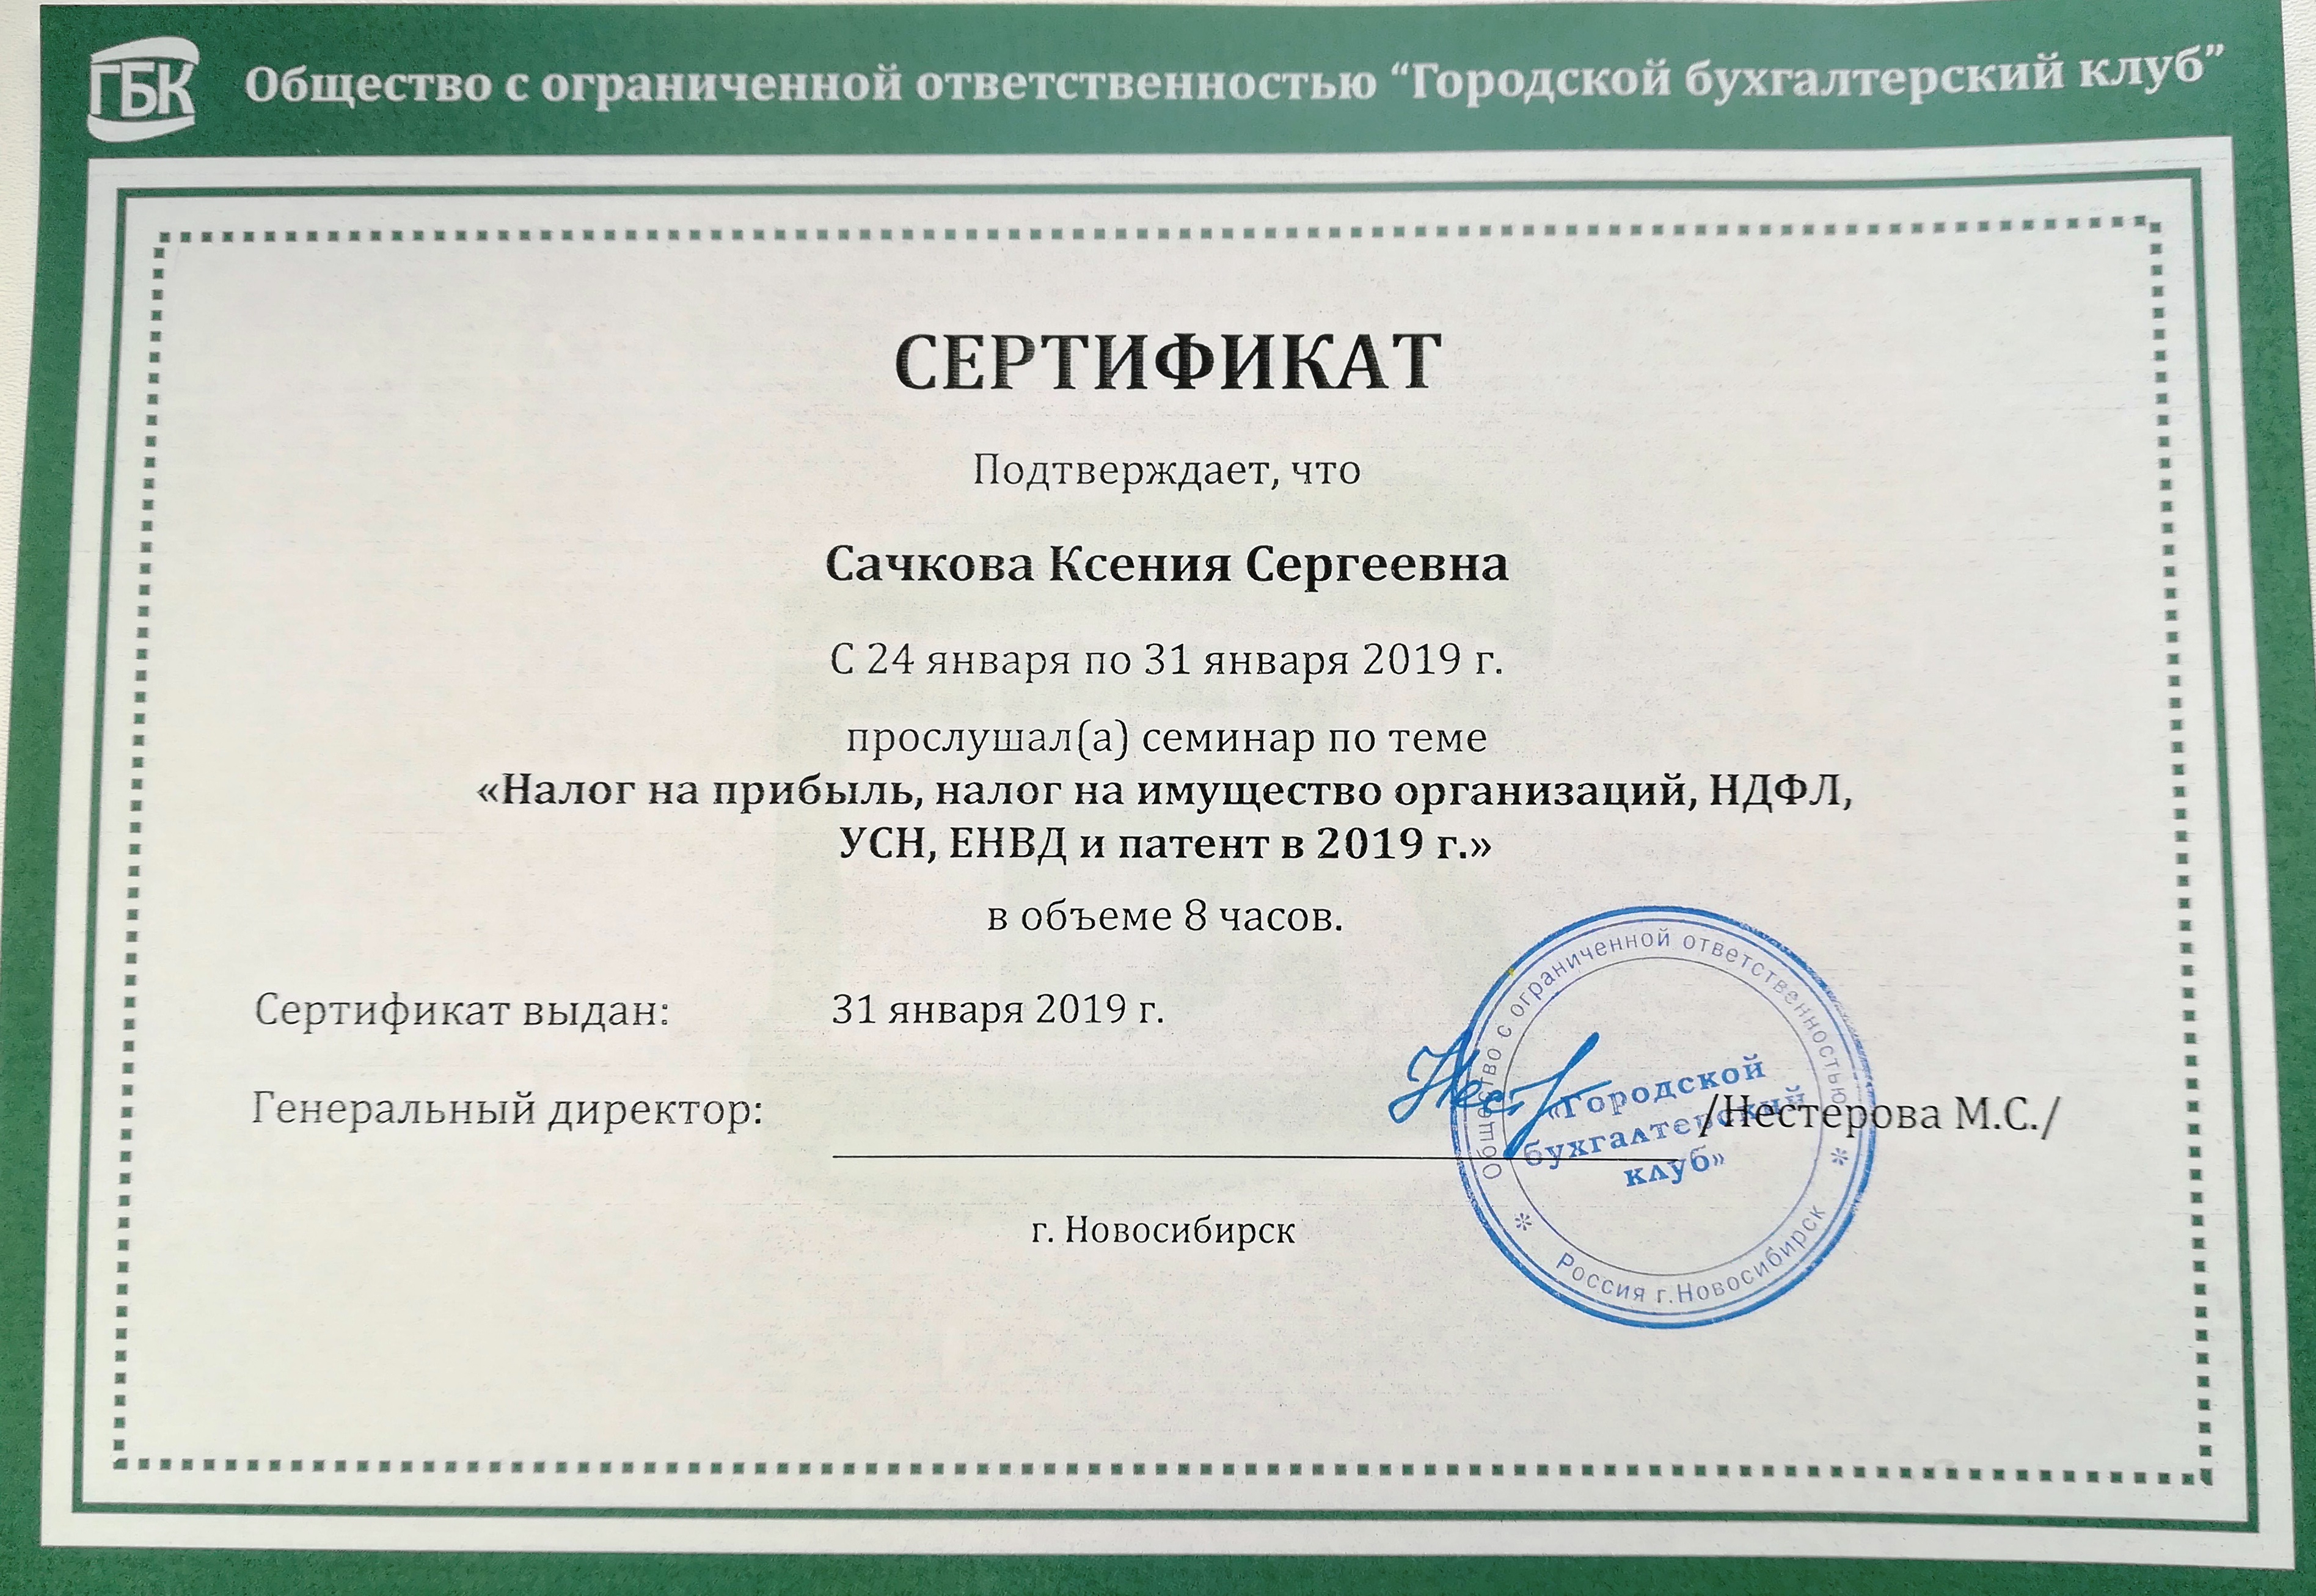 ГБК
Общество с ограниченной ответственностью “Городской бухгалтерский клуб”
СЕРТИФИКАТ
Подтверждает, что
Сачкова Ксения Сергеевна
С 24 января по 31 января 2019 г.
прослушал(а) семинар по теме
«Налог на прибыль, налог на имущество организаций, НДФЛ,
УСН, ЕНВД и патент в 2019 г.»
в объеме 8 часов.
Сертификат выдан: 31 января 2019 г.
Генеральный директор: /Нестерова М.С./
г. Новосибирск
Общество с ограниченной ответственностью
«Городской
бухгалтерский
клуб»
* Россия г.Новосибирск *